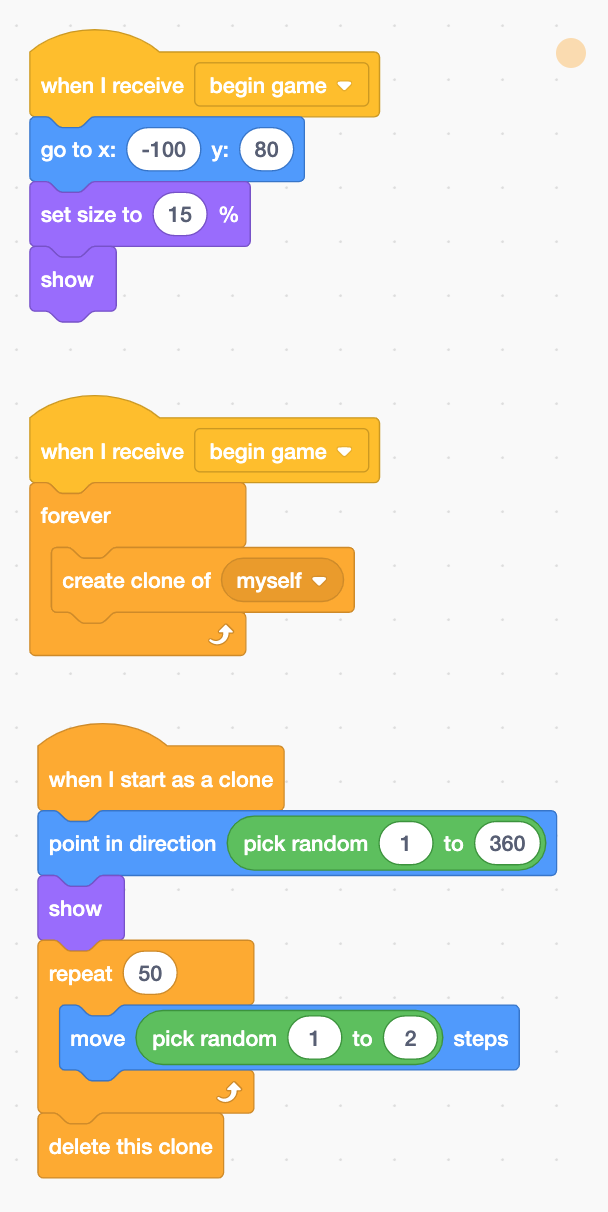 when I receive begin game
go to x: -100 y: 80
set size to 15 %
show
when I receive begin game
forever
create clone of myself
when I start as a clone
point in direction pick random 1 to 360
show
repeat 50
move pick random 1 to 2 steps
delete this clone